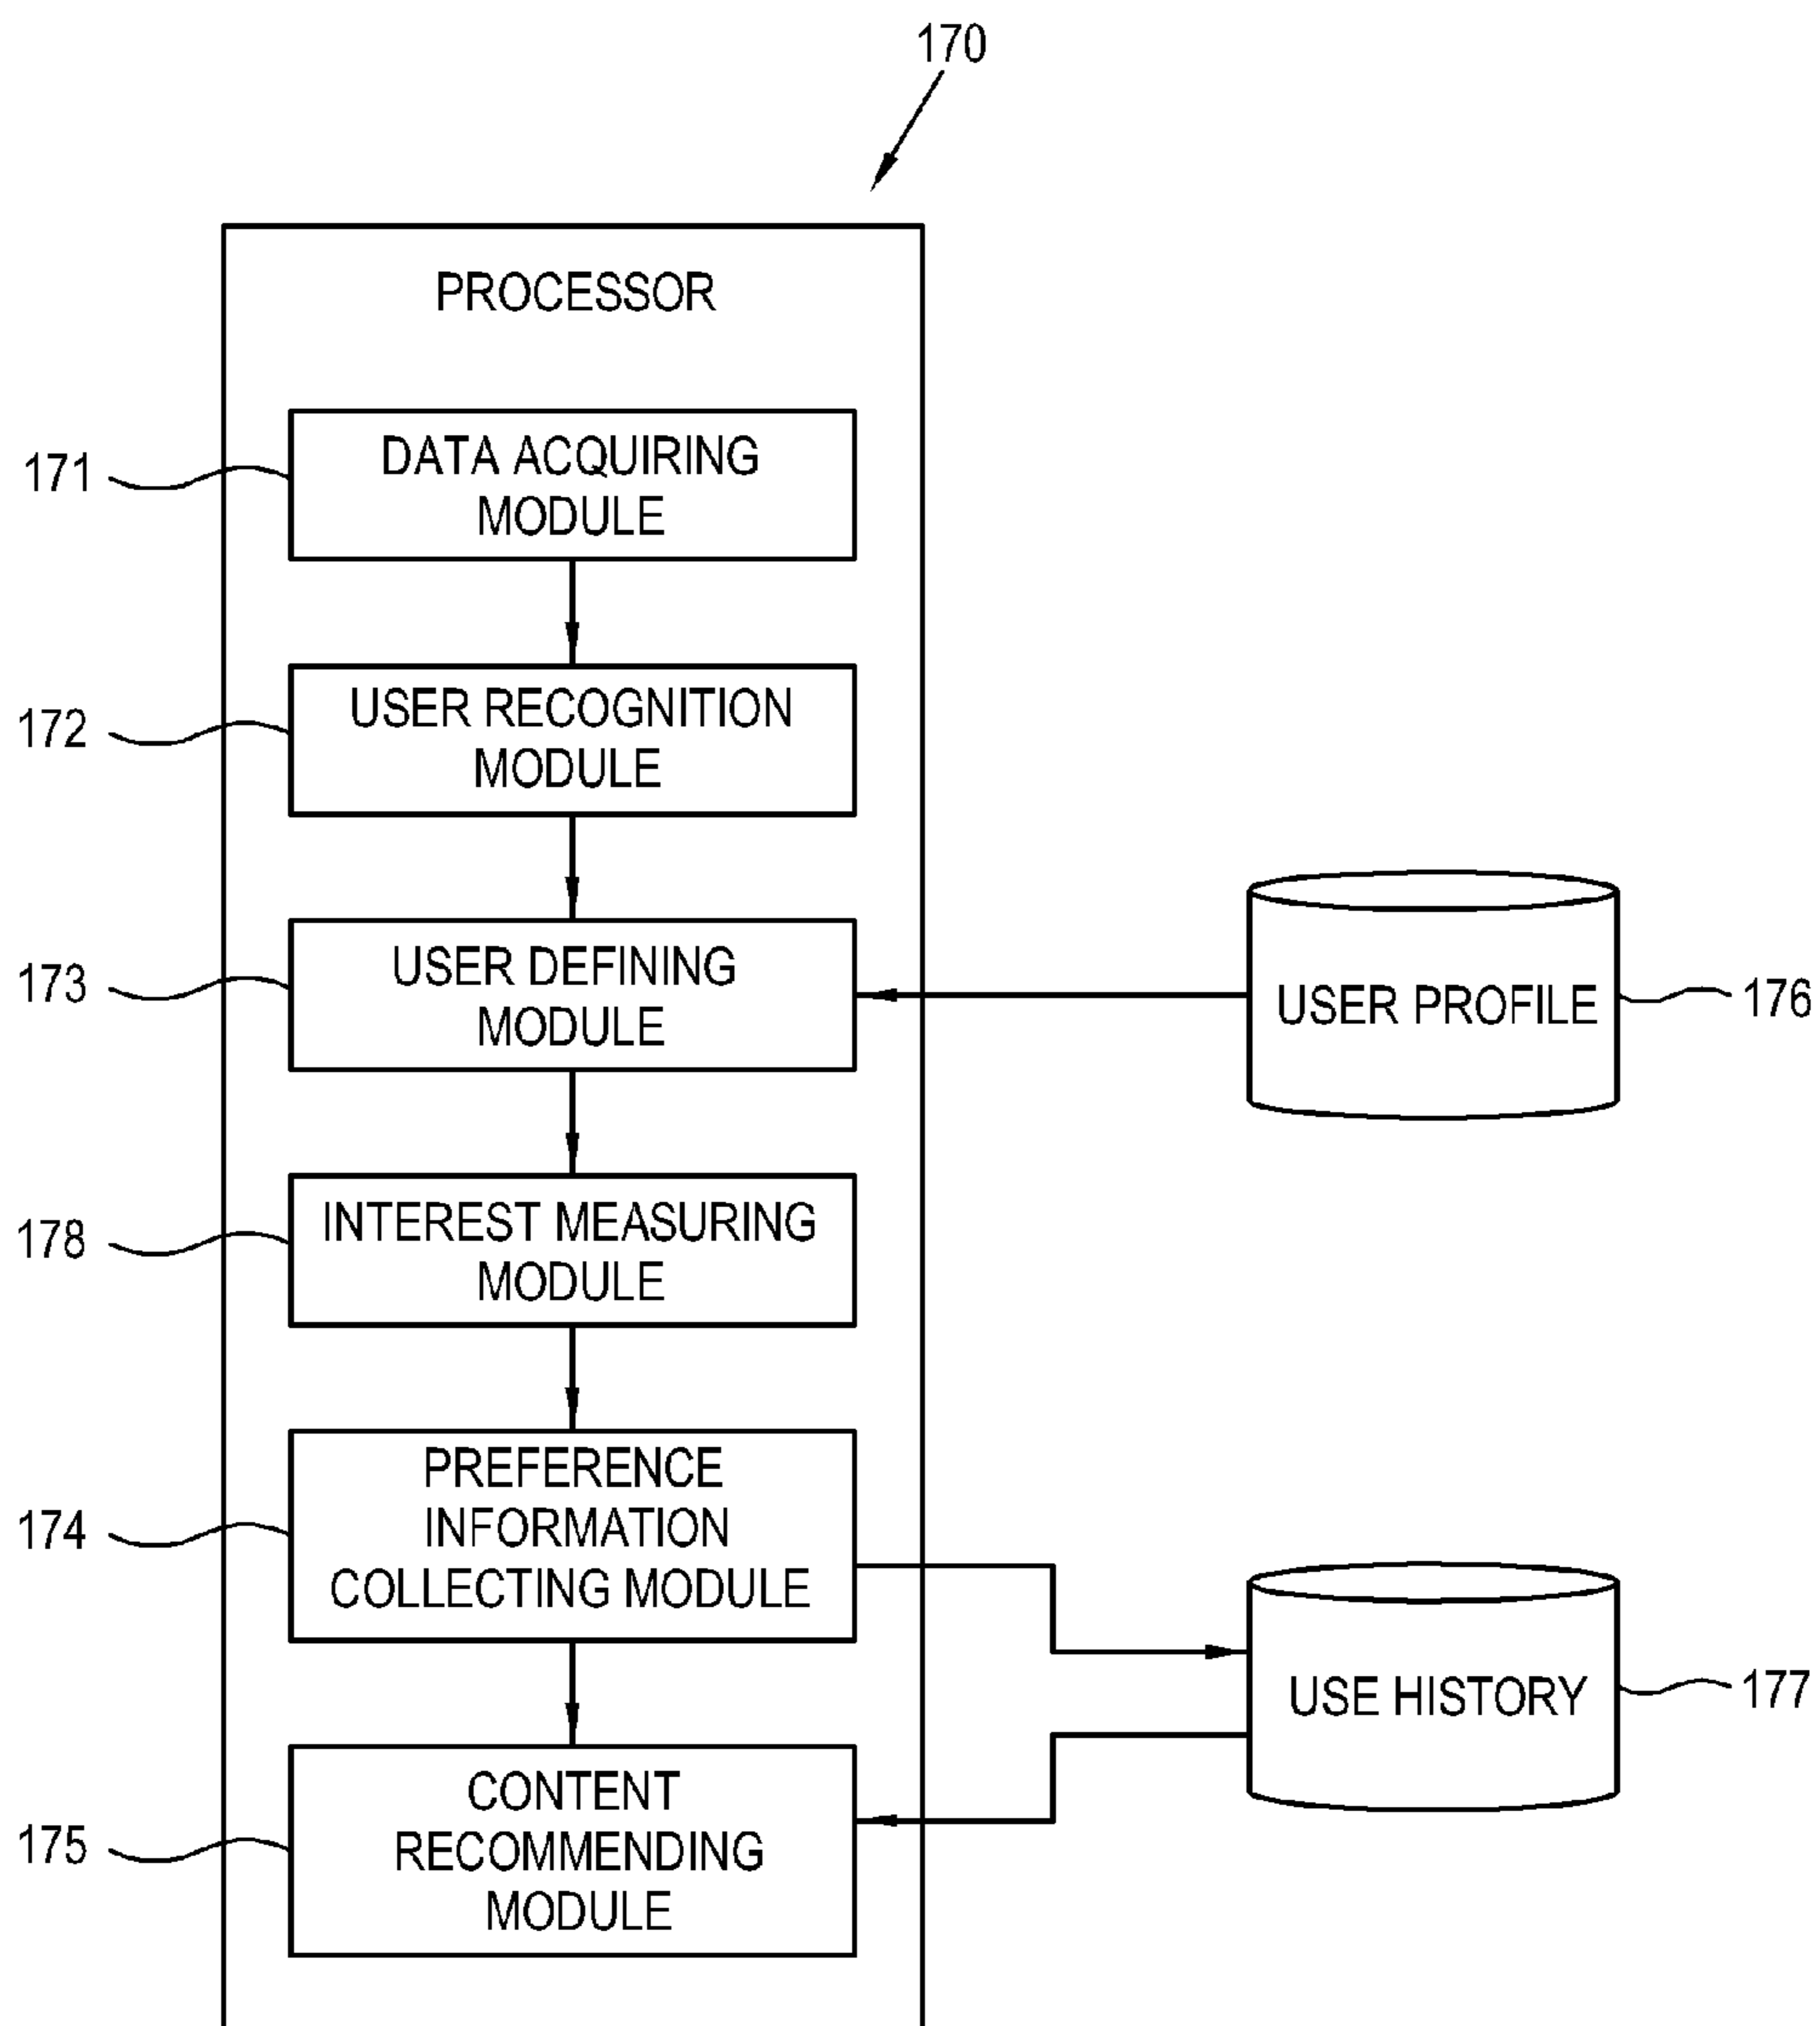 170
PROCESSOR
171
DATA ACQUIRING
MODULE
172
USER RECOGNITION
MODULE
173
USER DEFINING
MODULE
USER PROFILE
176
178
INTEREST MEASURING
MODULE
174
PREFERENCE
INFORMATION
COLLECTING MODULE
USE HISTORY
177
175
CONTENT
RECOMMENDING
MODULE